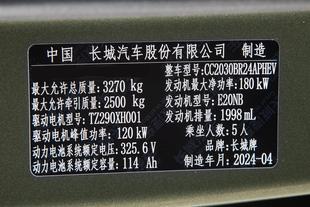 中国 长城汽车股份有限公司 制造
整车型号:CC2030BR24APHEV
最大允许总质量:3270 kg 发动机最大净功率:180 kW
最大允许牵引质量:2500 kg 发动机型号:E20NB
驱动电机型号:TZ290XH001 发动机排量:1998 mL
驱动电机峰值功率:120 kW 乘坐人数:5人
动力电池系统额定电压:325.6 V 品牌:长城牌
动力电池系统额定容量:114 Ah 制造年月:2024-04